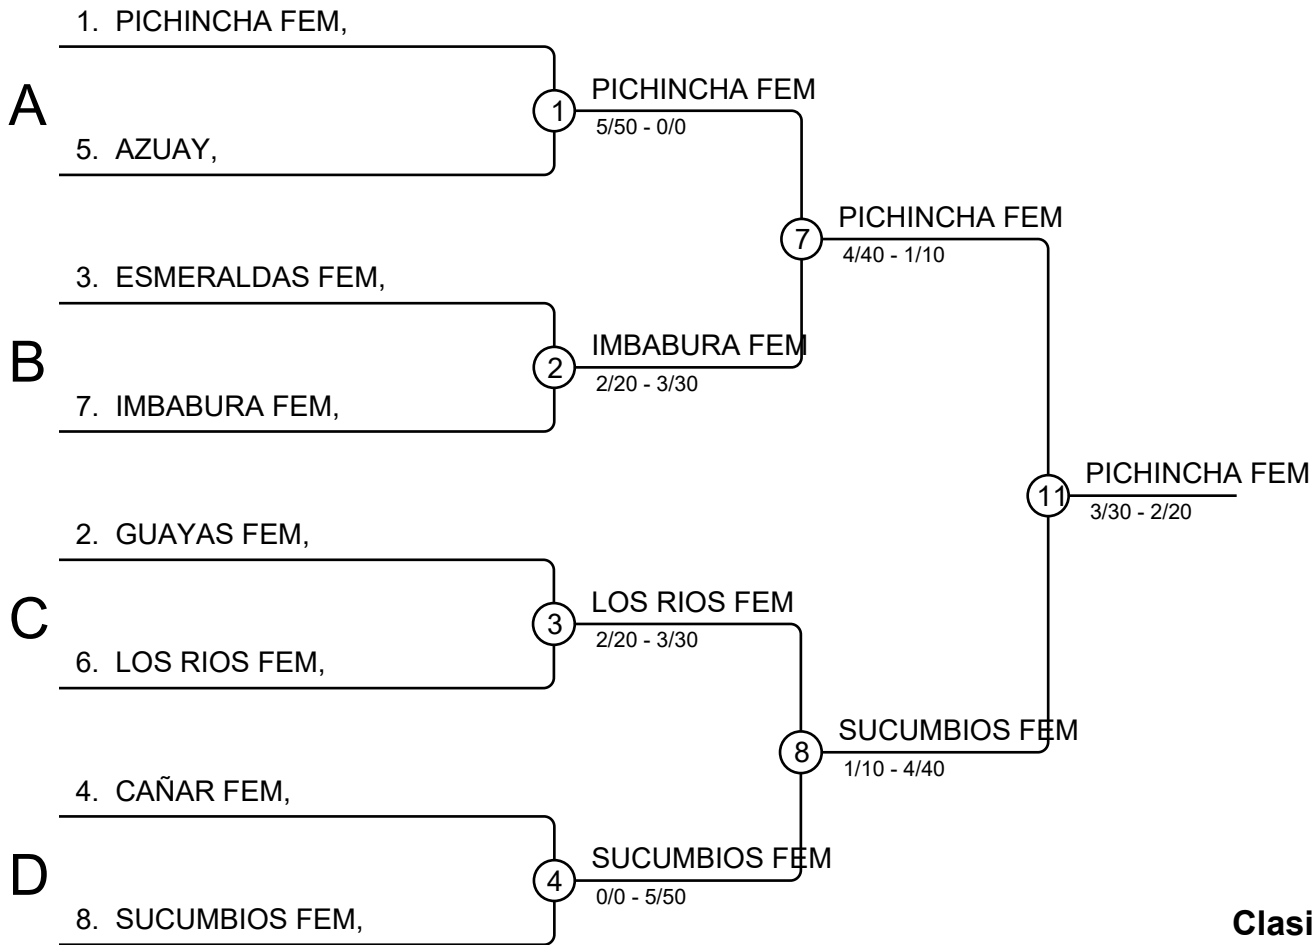 1. PICHINCHA FEM,
A
1
PICHINCHA FEM
5/50 - 0/0
5. AZUAY,
7
PICHINCHA FEM
4/40 - 1/10
3. ESMERALDAS FEM,
B
2
IMBABURA FEM
2/20 - 3/30
7. IMBABURA FEM,
11
PICHINCHA FEM
3/30 - 2/20
2. GUAYAS FEM,
C
3
LOS RIOS FEM
2/20 - 3/30
6. LOS RIOS FEM,
8
SUCUMBIOS FEM
1/10 - 4/40
4. CAÑAR FEM,
D
4
SUCUMBIOS FEM
0/0 - 5/50
8. SUCUMBIOS FEM,
Clasi